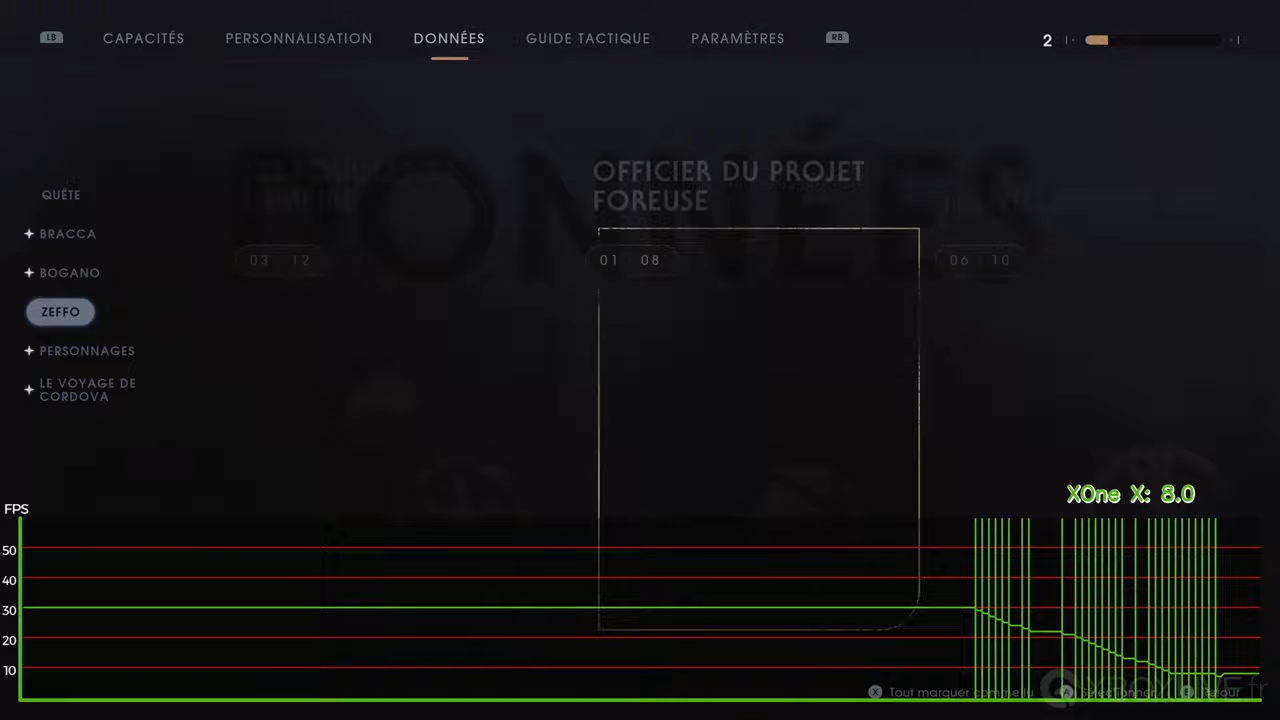 LB CAPACITÉS PERSONNALISATION DONNÉES GUIDE TACTIQUE PARAMÈTRES RB 2
DONNÉES
OFFICIER DU PROJET
FOREUSE
QUÊTE
BRACCA
BOGANO
ZEFFO
PERSONNAGES
LE VOYAGE DE
CORDOVA
03 12
01 08
06 10
XOne X: 8.0
FPS
50
40
30
20
10
X Tout marquer comme lu A Sélectionner Retour